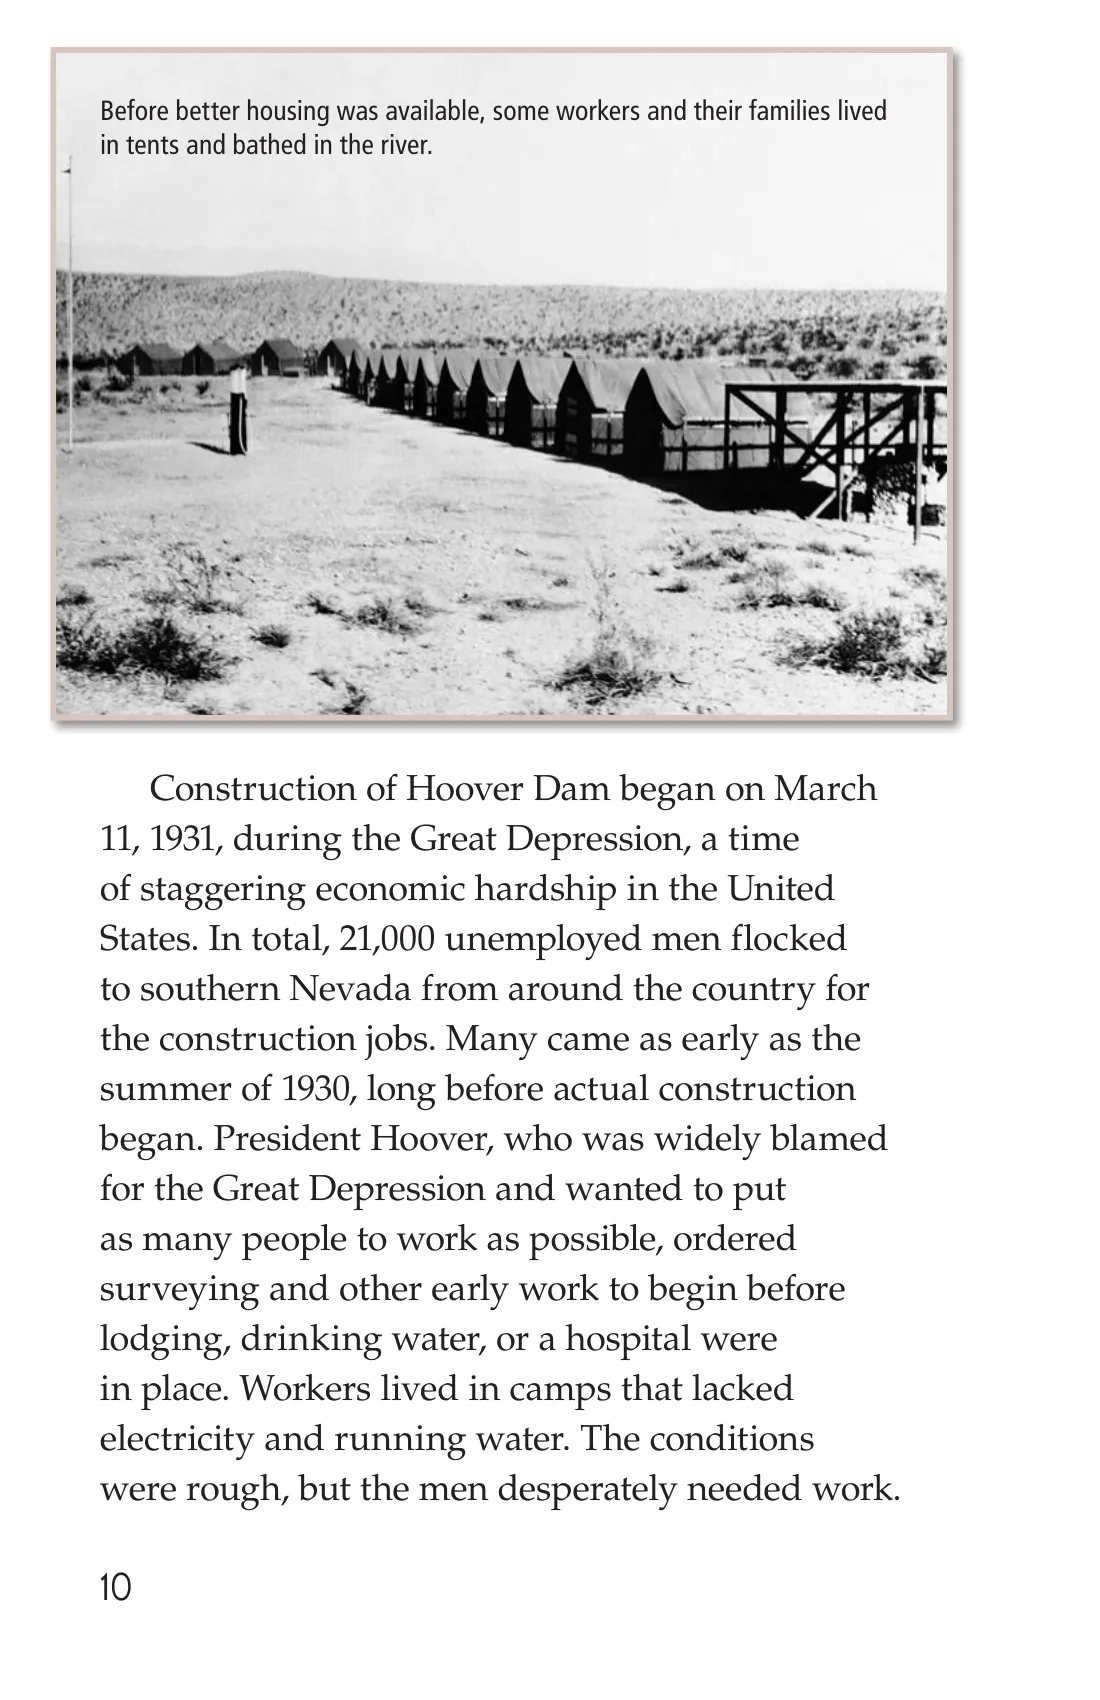 Before better housing was available, some workers and their families lived
in tents and bathed in the river.
Construction of Hoover Dam began on March
11, 1931, during the Great Depression, a time
of staggering economic hardship in the United
States. In total, 21,000 unemployed men flocked
to southern Nevada from around the country for
the construction jobs. Many came as early as the
summer of 1930, long before actual construction
began. President Hoover, who was widely blamed
for the Great Depression and wanted to put
as many people to work as possible, ordered
surveying and other early work to begin before
lodging, drinking water, or a hospital were
in place. Workers lived in camps that lacked
electricity and running water. The conditions
were rough, but the men desperately needed work.
10